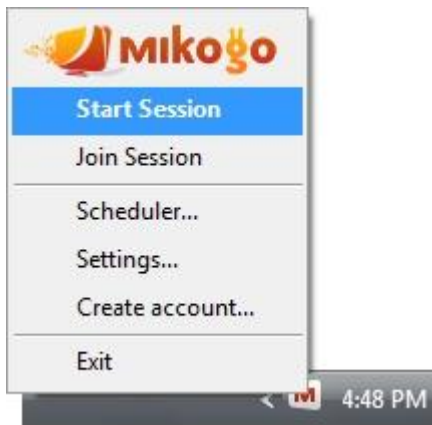 mikogo
Start Session
Join Session
Scheduler...
Settings...
Create account...
Exit
< M 4:48 PM